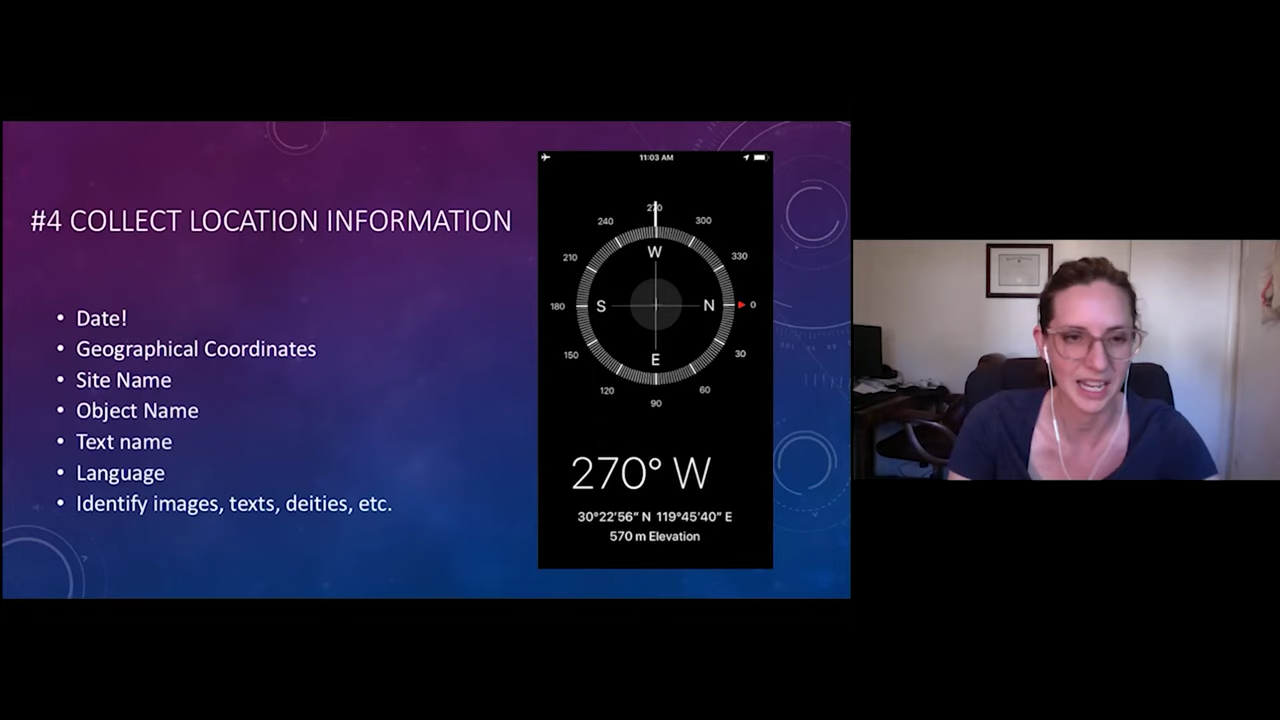 #4 COLLECT LOCATION INFORMATION
• Date!
• Geographical Coordinates
• Site Name
• Object Name
• Text name
• Language
• Identify images, texts, deities, etc.
11:03 AM
270
240 300
210 330
W
180 S N 0
E
150 30
120 60
90
270° W
30°22'56" N 119°45'40" E
570 m Elevation